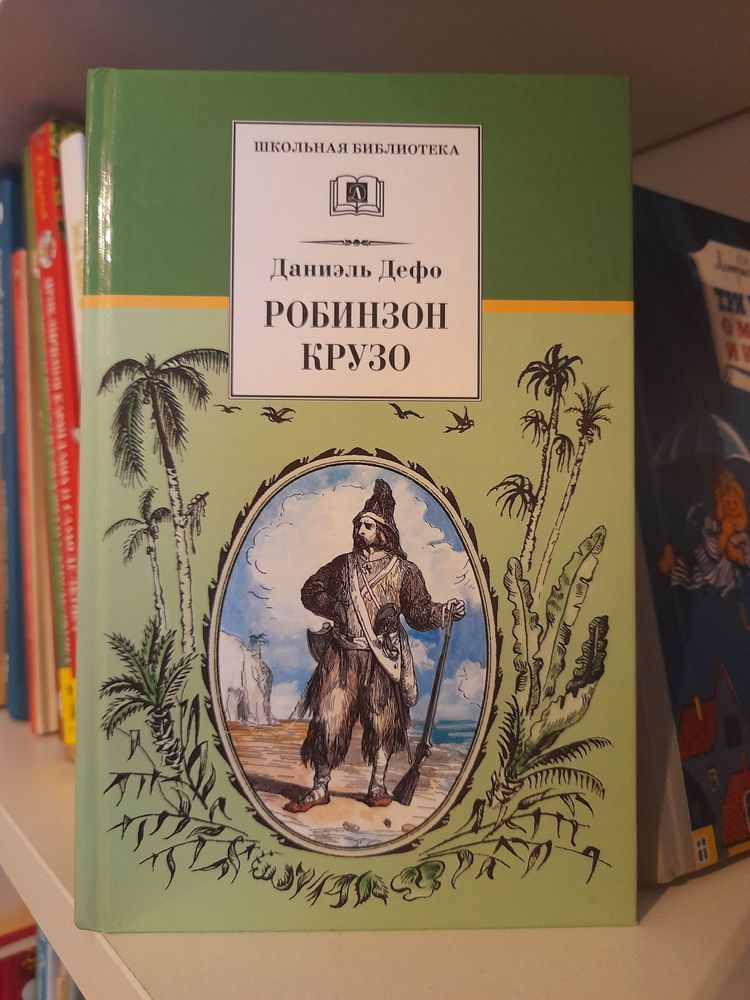 ШКОЛЬНАЯ БИБЛИОТЕКА
Даниэль Дефо
РОБИНЗОН
КРУЗО